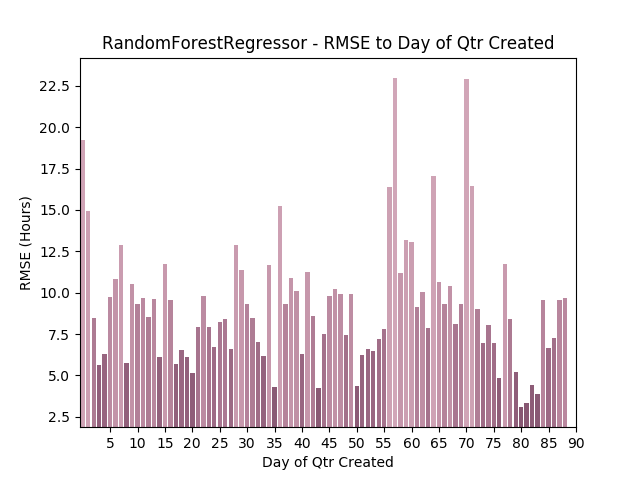 RandomForestRegressor - RMSE to Day of Qtr Created
22.5
20.0
17.5
15.0
12.5
10.0
7.5
5.0
2.5
RMSE (Hours)
5 10 15 20 25 30 35 40 45 50 55 60 65 70 75 80 85 90
Day of Qtr Created